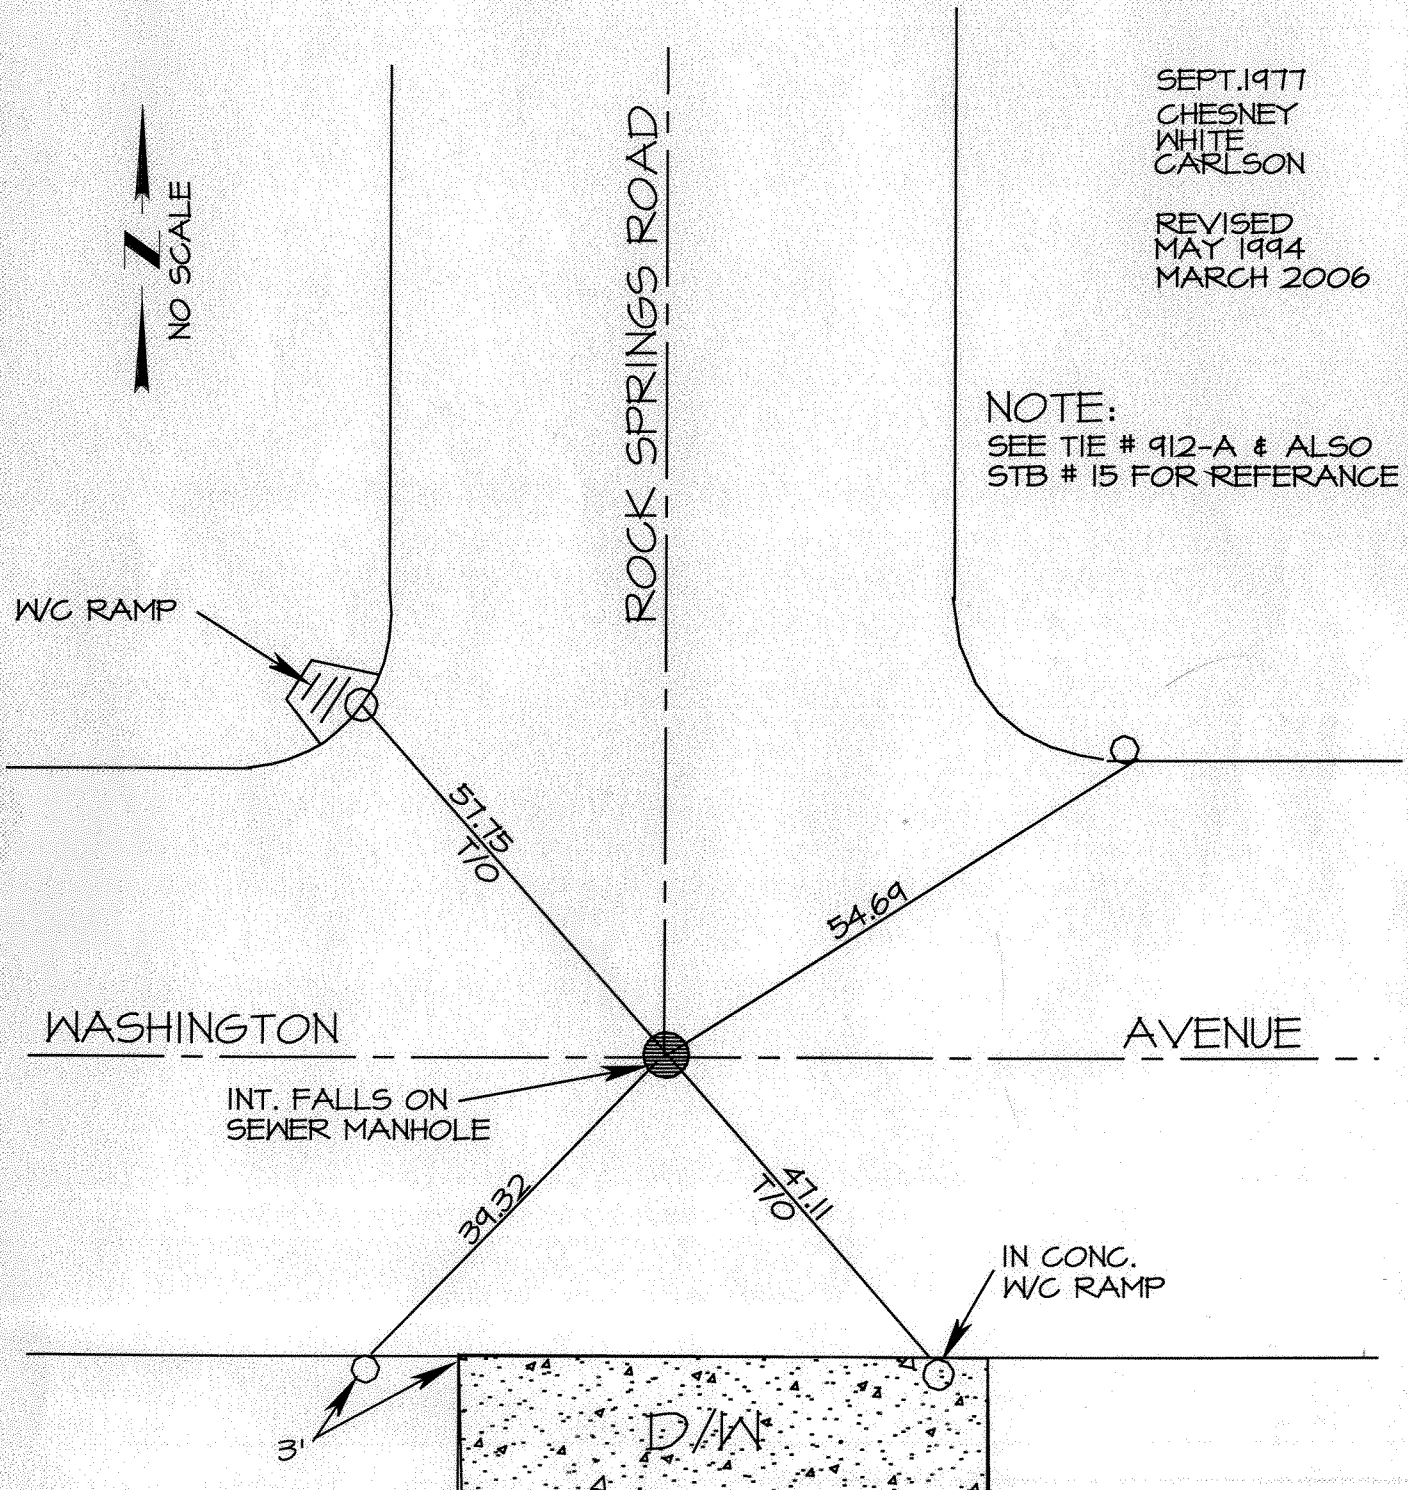 SEPT.1977
CHESNEY
WHITE
CARLSON
REVISED
MAY 1994
MARCH 2006
N
NO SCALE
ROCK SPRINGS ROAD
NOTE:
SEE TIE # 912-A & ALSO
STB # 15 FOR REFERANCE
W/C RAMP
57.75
T/O
54.69
WASHINGTON AVENUE
INT. FALLS ON
SEWER MANHOLE
39.32
47.11
T/O
IN CONC.
W/C RAMP
3'
D/W